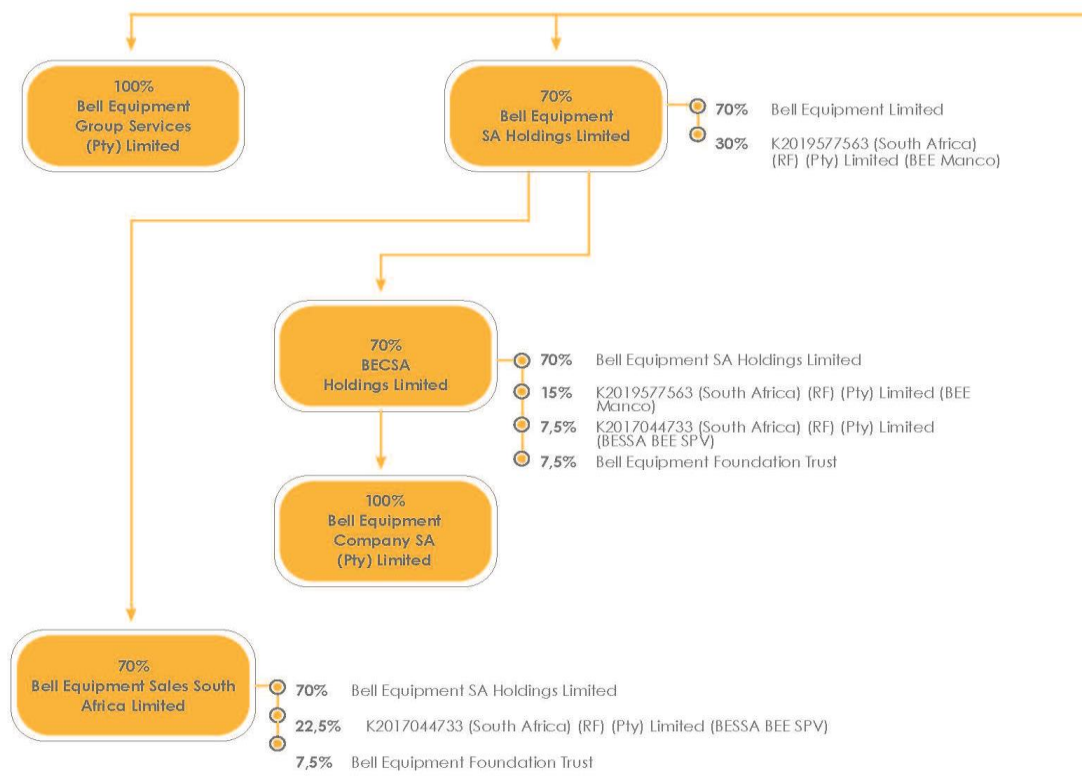 100%
Bell Equipment
Group Services
(Pty) Limited
70%
Bell Equipment
SA Holdings Limited
70% Bell Equipment Limited
30% K2019577563 (South Africa)
(RF) (Pty) Limited (BEE Manco)
70%
BECSA
Holdings Limited
70% Bell Equipment SA Holdings Limited
15% K2019577563 (South Africa) (RF) (Pty) Limited (BEE
Manco)
7,5% K2017044733 (South Africa) (RF) (Pty) Limited
(BESSA BEE SPV)
7,5% Bell Equipment Foundation Trust
100%
Bell Equipment
Company SA
(Pty) Limited
70%
Bell Equipment Sales South
Africa Limited
70% Bell Equipment SA Holdings Limited
22,5% K2017044733 (South Africa) (RF) (Pty) Limited (BESSA BEE SPV)
7,5% Bell Equipment Foundation Trust